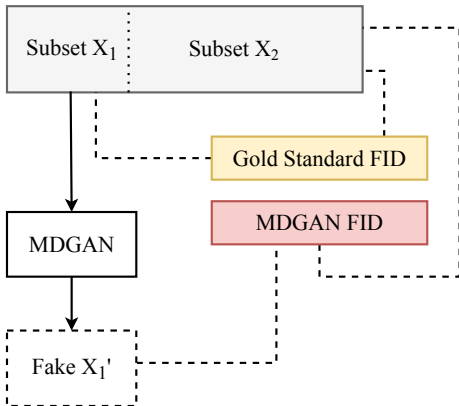 Subset X₁
Subset X₂
Gold Standard FID
MDGAN
MDGAN FID
Fake X₁'